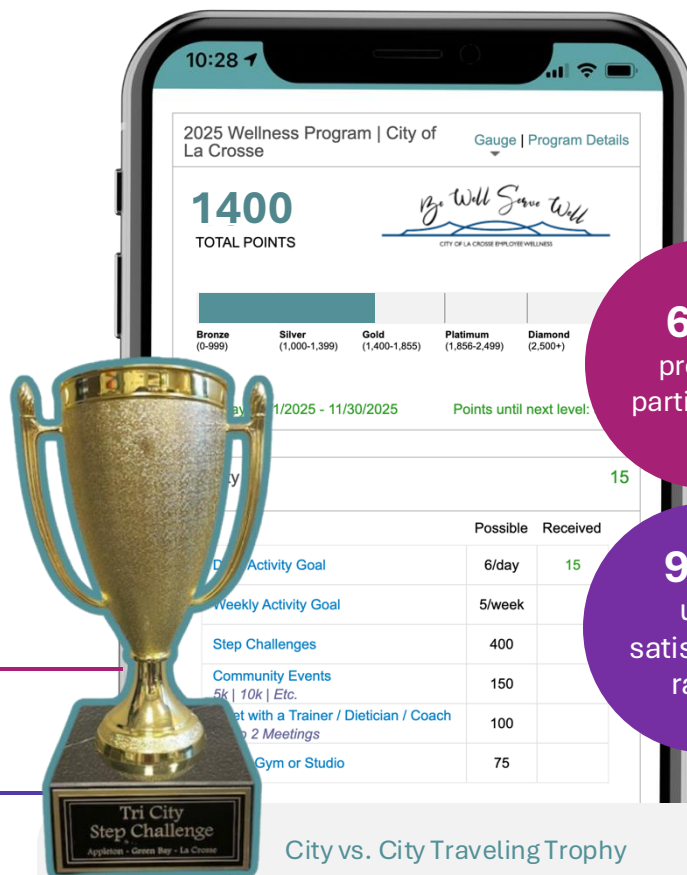 10:28
2025 Wellness Program | City of
La Crosse
Gauge | Program Details
1400
TOTAL POINTS
Be Well Serve Well
CITY OF LA CROSSE EMPLOYEE WELLNESS
Bronze
(0-999)
Silver
(1,000-1,399)
Gold
(1,400-1,855)
Platinum
(1,856-2,499)
Diamond
(2,500+)
1/2025 - 11/30/2025
Points until next level:
15
Possible Received
Activity Goal 6/day 15
Weekly Activity Goal 5/week
Step Challenges 400
Community Events 150
5k | 10k | Etc.
with a Trainer / Dietician / Coach 100
2 Meetings
Gym or Studio 75
Tri City
Step Challenge
Appleton - Green Bay - La Crosse
City vs. City Traveling Trophy